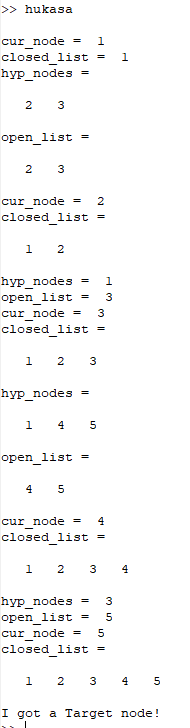 >> hukasa
cur_node =  1
closed_list =  1
hyp_nodes =
2   3
open_list =
2   3
cur_node =  2
closed_list =
1   2
hyp_nodes =  1
open_list =  3
cur_node =  3
closed_list =
1   2   3
hyp_nodes =
1   4   5
open_list =
4   5
cur_node =  4
closed_list =
1   2   3   4
hyp_nodes =  3
open_list =  5
cur_node =  5
closed_list =
1   2   3   4   5
I got a Target node!
>>